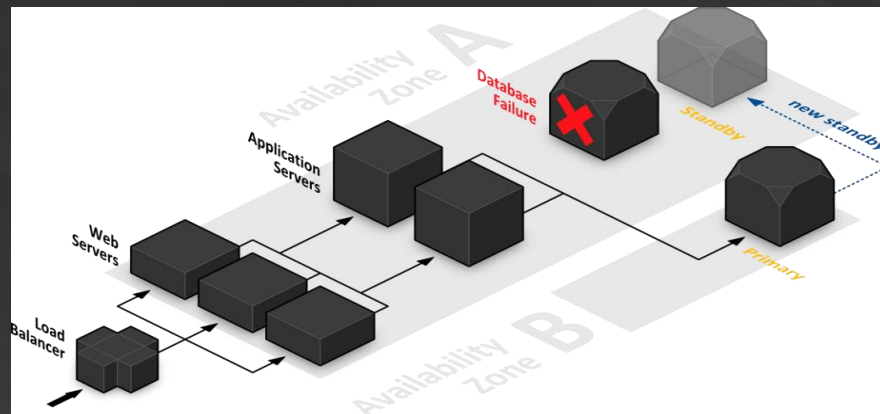 Availability
Zone A
Database
Failure
Standby
new standby
Application
Servers
Primary
Web
Servers
Load
Balancer
Availability
Zone B